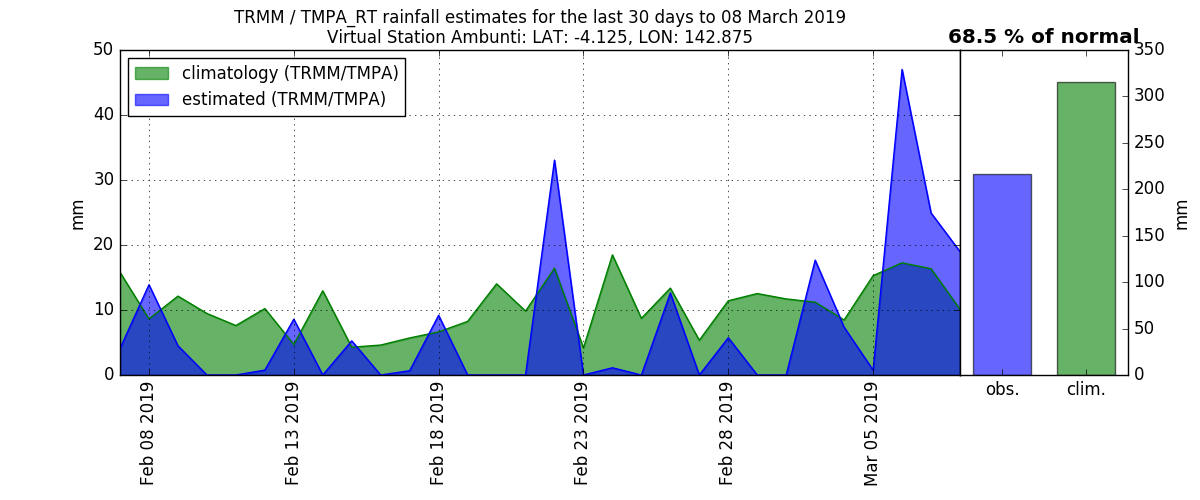 TRMM / TMPA_RT rainfall estimates for the last 30 days to 08 March 2019
Virtual Station Ambunti: LAT: -4.125, LON: 142.875
68.5 % of normal
climatology (TRMM/TMPA)
estimated (TRMM/TMPA)
50
40
30
20
10
0
mm
Feb 08 2019
Feb 13 2019
Feb 18 2019
Feb 23 2019
Feb 28 2019
Mar 05 2019
obs.
clim.
350
300
250
200
150
100
50
0
mm